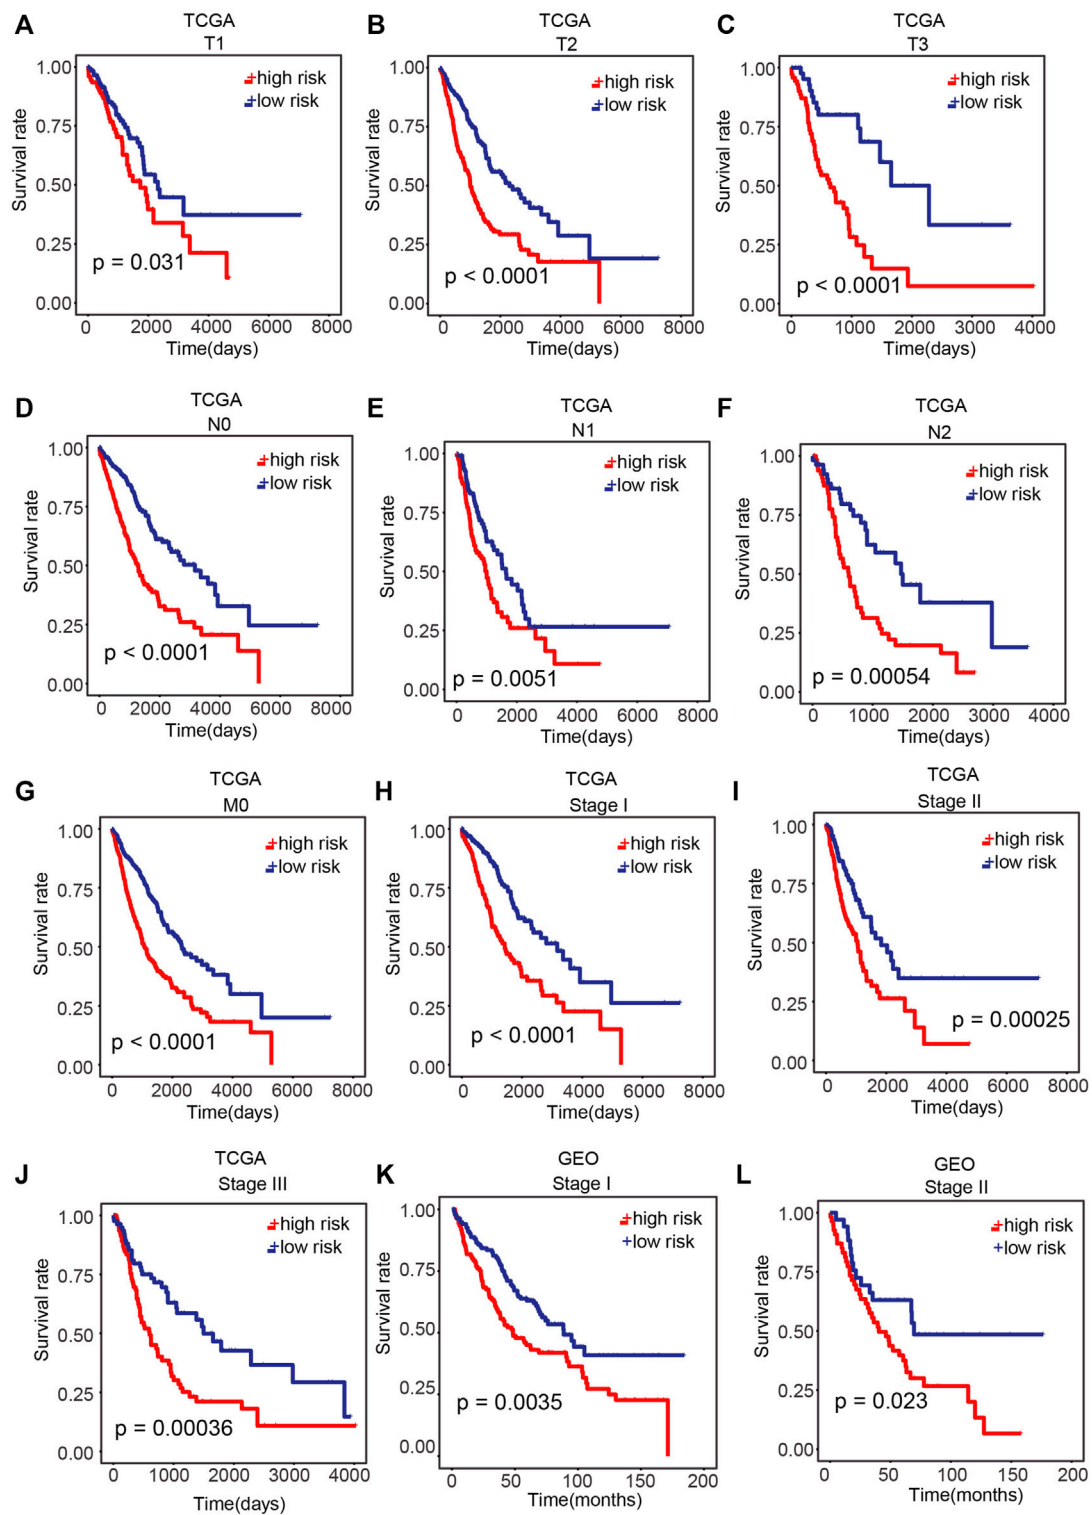 A
TCGA
T1
Survival rate
1.00
0.75
0.50
0.25
0.00
+high risk
+low risk
p = 0.031
0 2000 4000 6000 8000
Time(days)
B
TCGA
T2
Survival rate
1.00
0.75
0.50
0.25
0.00
+high risk
+low risk
p < 0.0001
0 2000 4000 6000 8000
Time(days)
C
TCGA
T3
Survival rate
1.00
0.75
0.50
0.25
0.00
+high risk
+low risk
p < 0.0001
0 1000 2000 3000 4000
Time(days)
D
TCGA
N0
Survival rate
1.00
0.75
0.50
0.25
0.00
+high risk
+low risk
p < 0.0001
0 2000 4000 6000 8000
Time(days)
E
TCGA
N1
Survival rate
1.00
0.75
0.50
0.25
0.00
+high risk
+low risk
p = 0.0051
0 2000 4000 6000 8000
Time(days)
F
TCGA
N2
Survival rate
1.00
0.75
0.50
0.25
0.00
+high risk
+low risk
p = 0.00054
0 1000 2000 3000 4000
Time(days)
G
TCGA
M0
Survival rate
1.00
0.75
0.50
0.25
0.00
+high risk
+low risk
p < 0.0001
0 2000 4000 6000 8000
Time(days)
H
TCGA
Stage I
Survival rate
1.00
0.75
0.50
0.25
0.00
+high risk
+low risk
p < 0.0001
0 2000 4000 6000 8000
Time(days)
I
TCGA
Stage II
Survival rate
1.00
0.75
0.50
0.25
0.00
+high risk
+low risk
p = 0.00025
0 2000 4000 6000 8000
Time(days)
J
TCGA
Stage III
Survival rate
1.00
0.75
0.50
0.25
0.00
+high risk
+low risk
p = 0.00036
0 1000 2000 3000 4000
Time(days)
K
GEO
Stage I
Survival rate
1.00
0.75
0.50
0.25
0.00
+high risk
+low risk
p = 0.0035
0 50 100 150 200
Time(months)
L
GEO
Stage II
Survival rate
1.00
0.75
0.50
0.25
0.00
+high risk
+low risk
p = 0.023
0 50 100 150 200
Time(months)